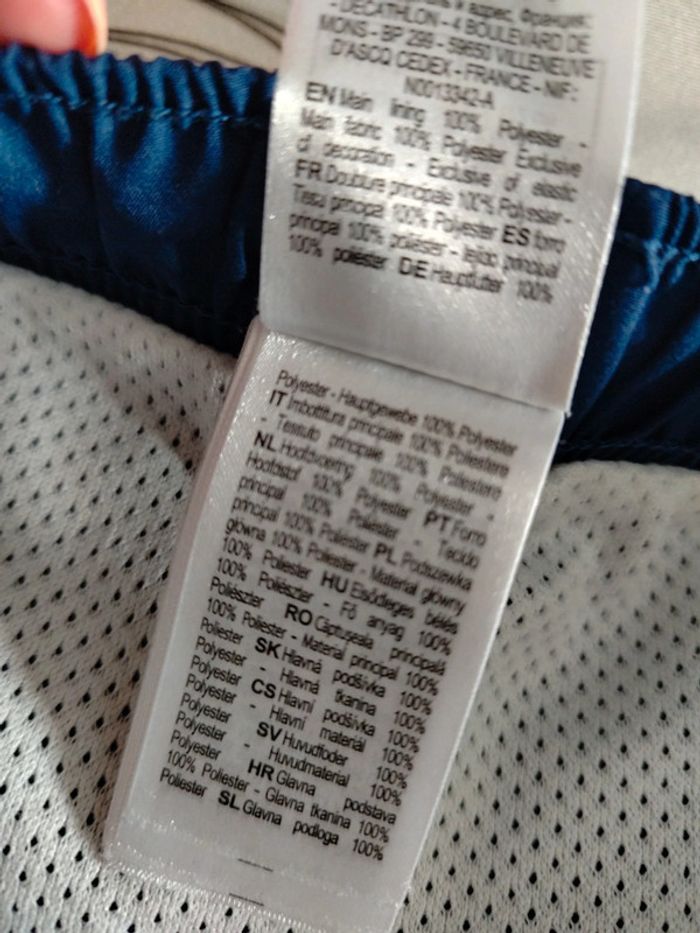 адрес, Франция:
- DECATHLON - 4 BOULEVARD DE
MONS - BP 299 - 59650 VILLENEUVE
D'ASCQ CEDEX - FRANCE - NIF:
N0013342-A
EN Main lining 100% Polyester -
Main fabric 100% Polyester Exclusive
of decoration - Exclusive of elastic
FR Doublure principale 100% Polyester -
Tissu principal 100% Polyester ES forro
principal 100% poliéster - tejido principal
100% poliéster DE Hauptfutter 100%
Polyester - Hauptgewebe 100% Polyester
IT Imbottitura principale 100% Poliestere
- Tessuto principale 100% Poliestere
NL Hoofdvoering 100% Polyester -
Hoofdstof 100% Polyester PT Forro
principal 100% Poliester - Tecido
principal 100% Poliester PL Podszewka
główna 100% Poliester - Materiał główny
100% Poliester HU Elsődleges bélés
100% Poliészter - Fő anyag 100%
Poliészter RO Căptuşeala principală
100% Poliester - Material principal 100%
Poliester SK Hlavná podšívka 100%
Polyester - Hlavná tkanina 100%
Polyester CS Hlavní podšívka 100%
Polyester - Hlavní materiál 100%
Polyester SV Huvudfoder 100%
Polyester - Huvudmaterial 100%
Polyester HR Glavna podstava
100% Poliester - Glavna tkanina 100%
Poliester SL Glavna podloga 100%